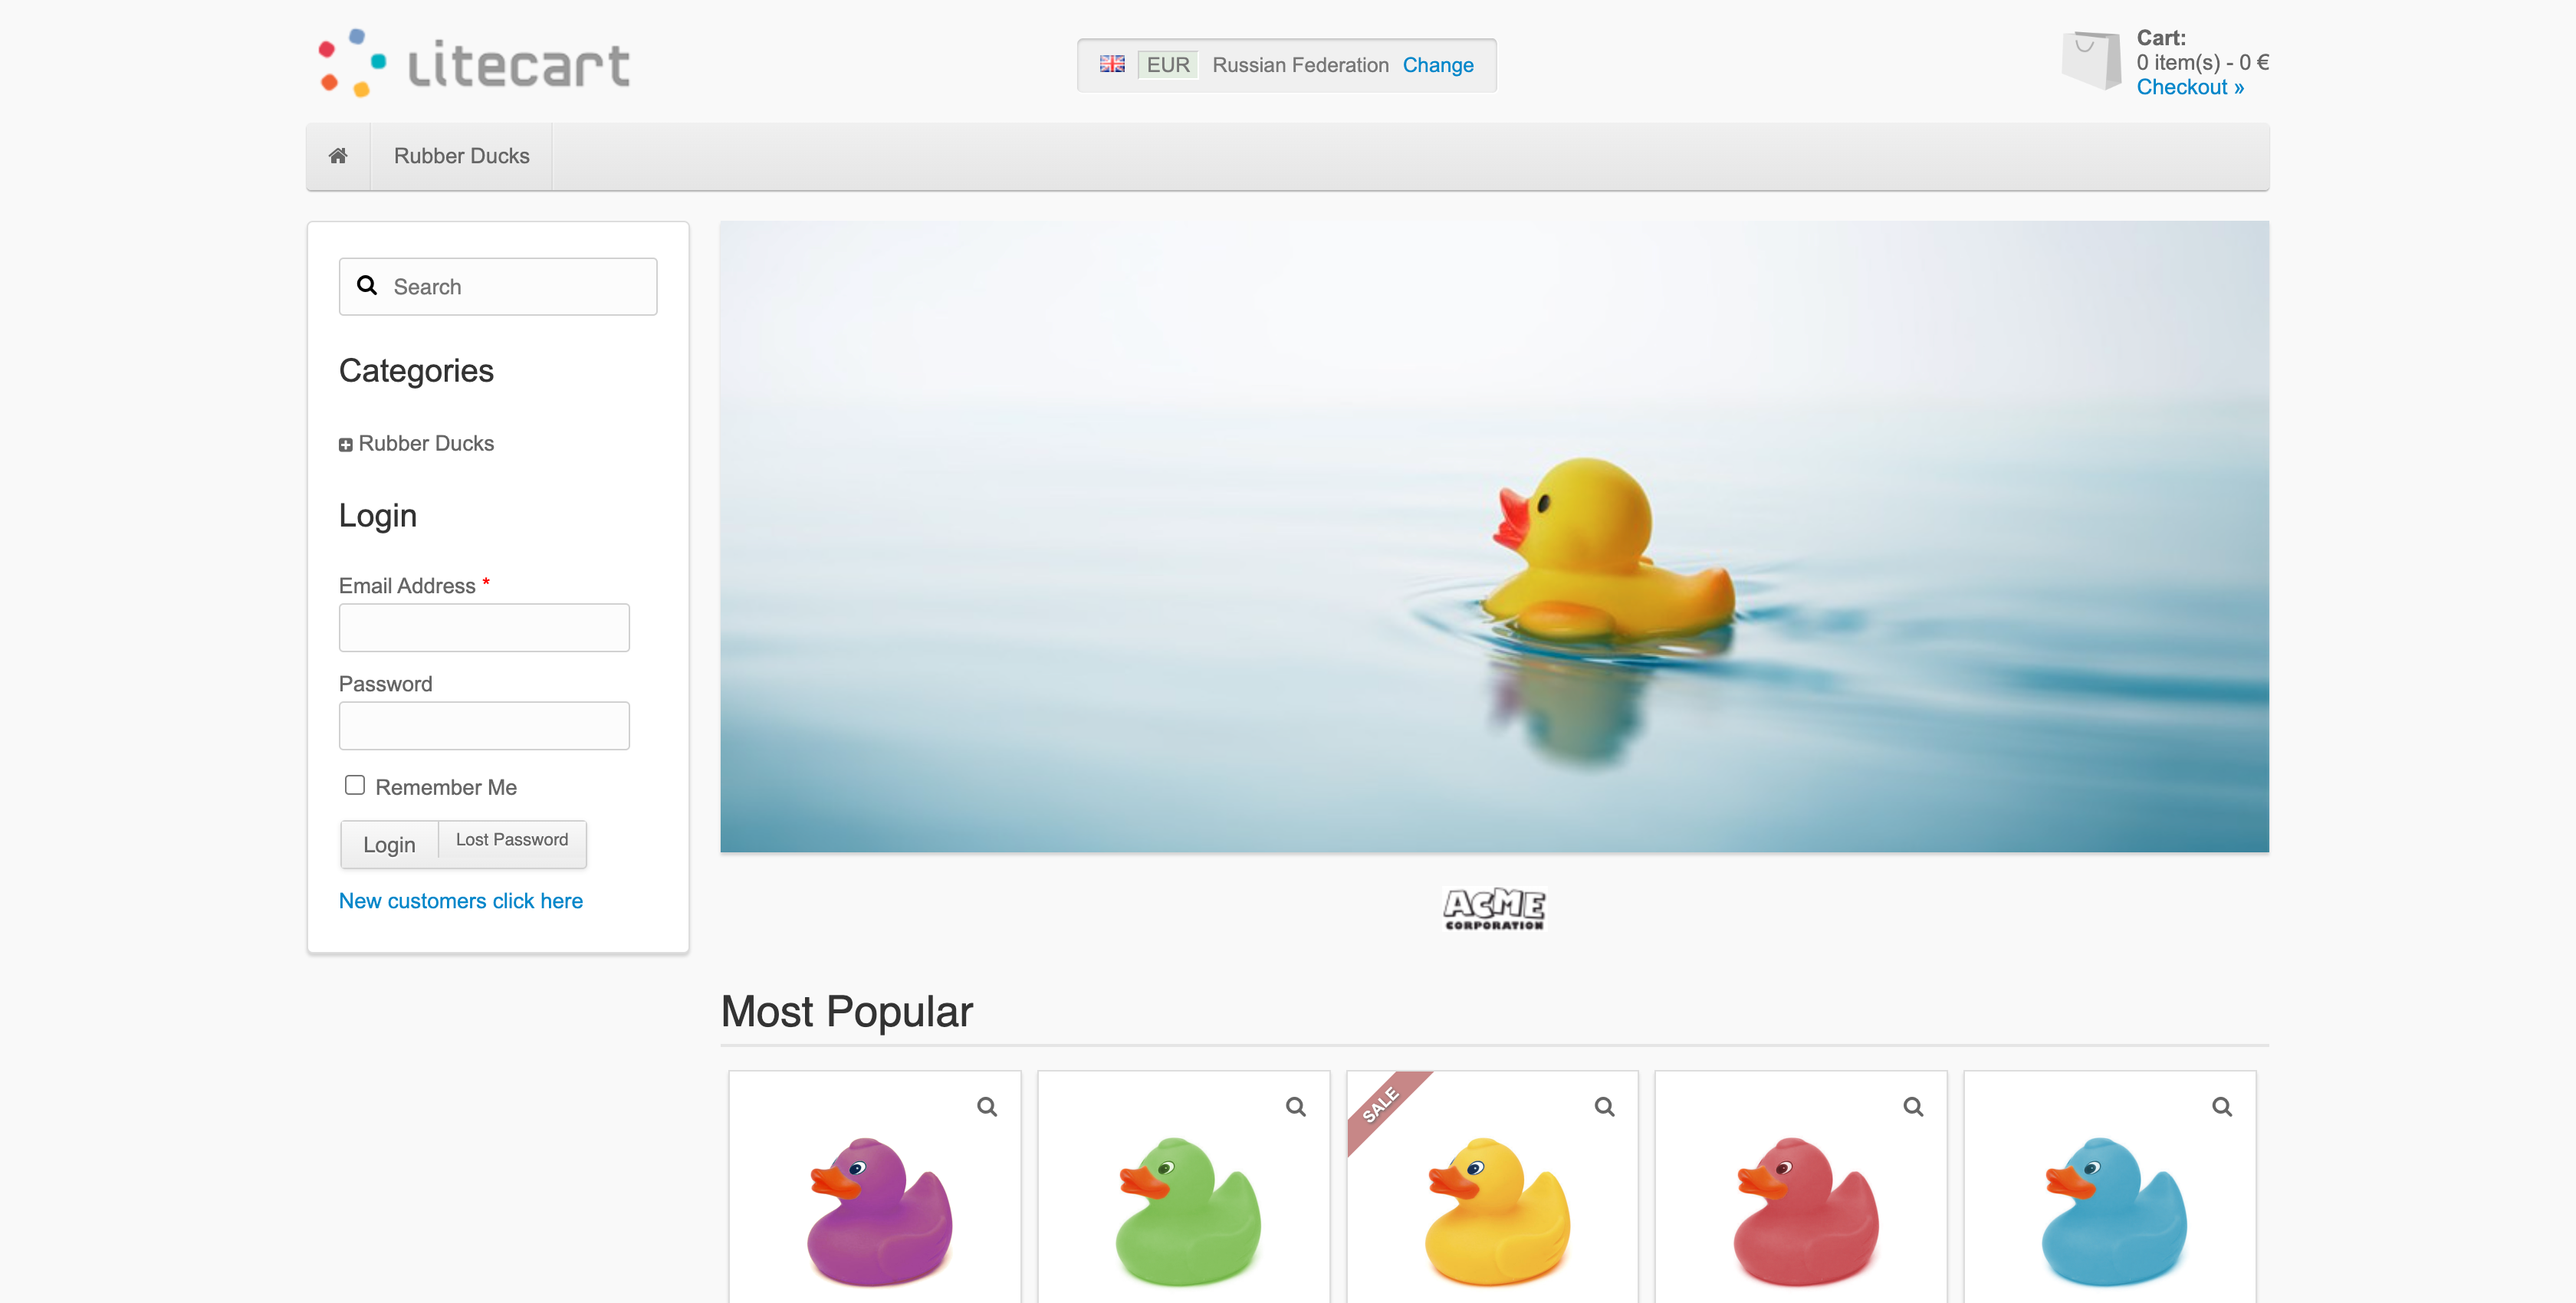 Litecart
EUR Russian Federation Change
Cart:
0 item(s) - 0 €
Checkout »
Rubber Ducks
Search
Categories
Rubber Ducks
Login
Email Address *
Password
Remember Me
Login Lost Password
New customers click here
ACME
CORPORATION
Most Popular
SALE